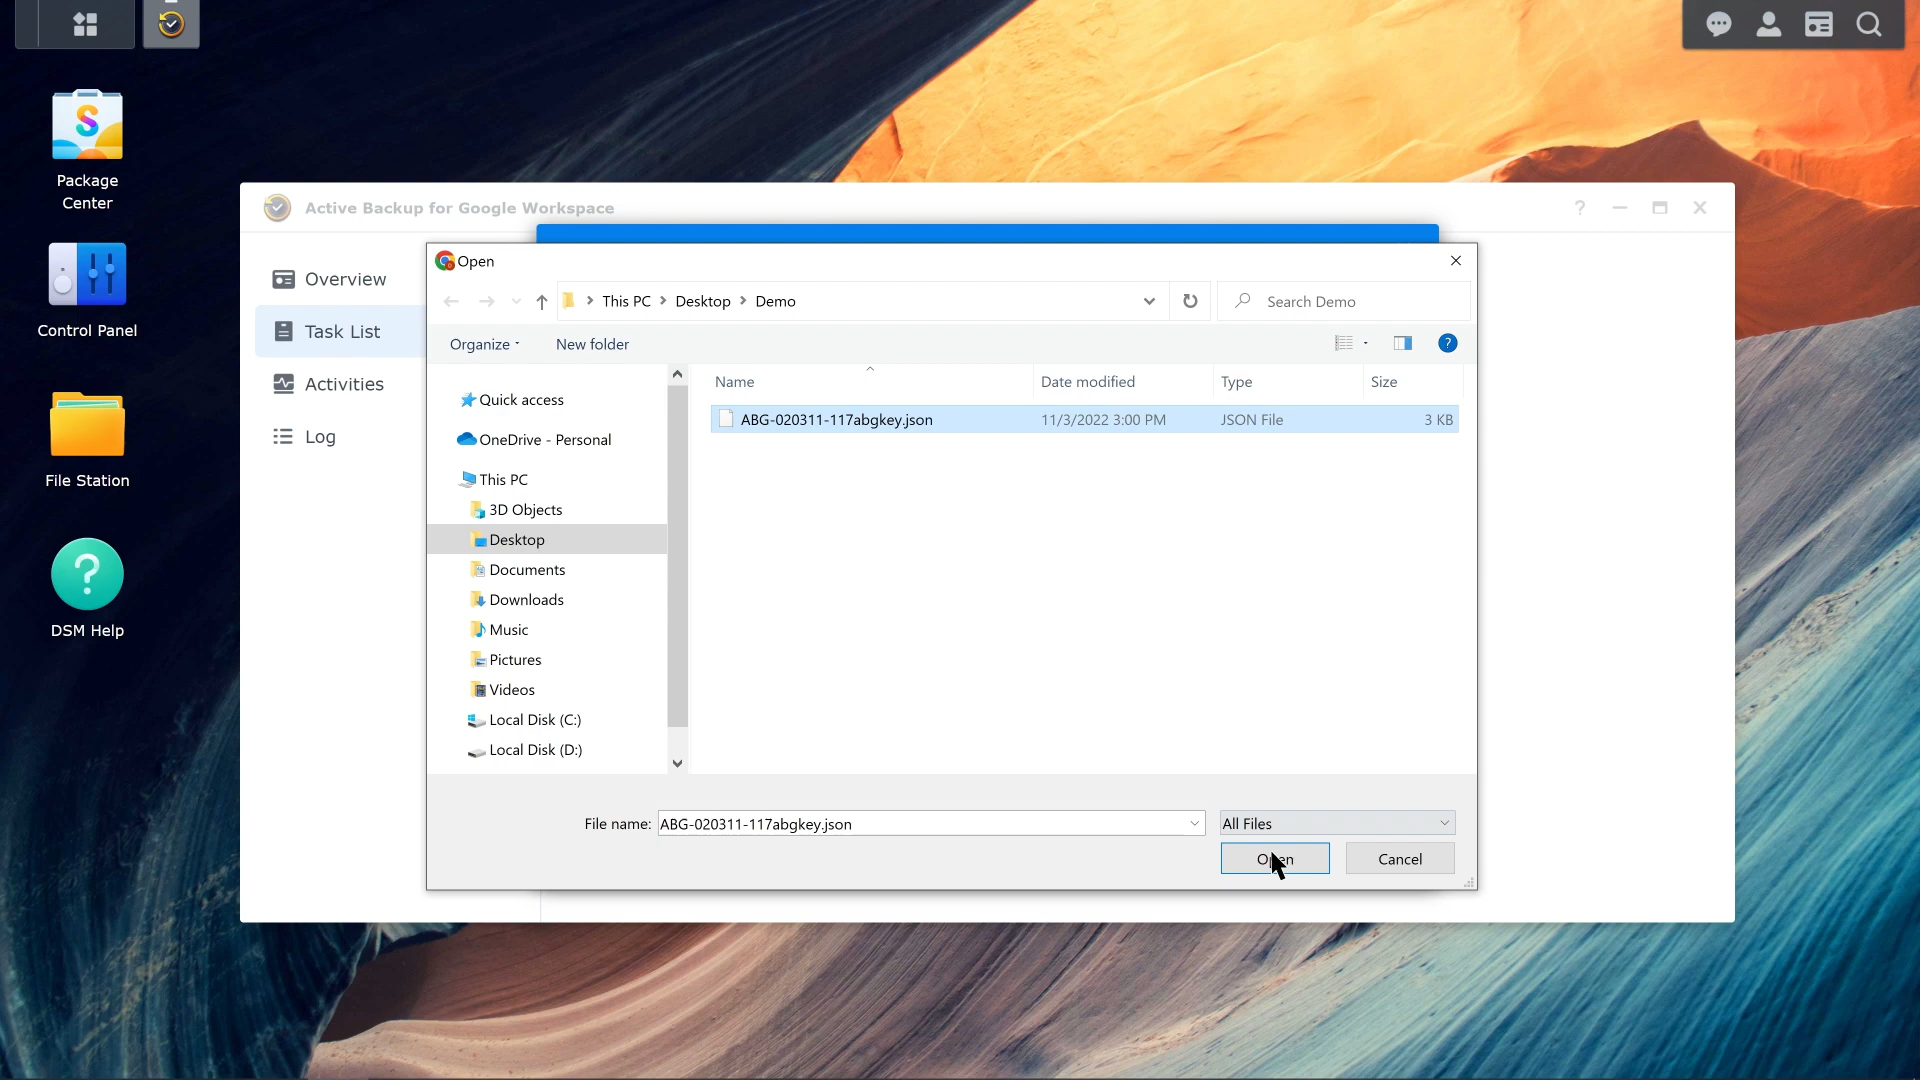 Package
Center
Control Panel
File Station
DSM Help
Active Backup for Google Workspace
Overview
Task List
Activities
Log
Open
This PC
Desktop
Demo
Search Demo
Organize
New folder
Name
Date modified
Type
Size
ABG-020311-117abgkey.json
11/3/2022 3:00 PM
JSON File
3 KB
Quick access
OneDrive - Personal
This PC
3D Objects
Desktop
Documents
Downloads
Music
Pictures
Videos
Local Disk (C:)
Local Disk (D:)
File name:
ABG-020311-117abgkey.json
All Files
Open
Cancel